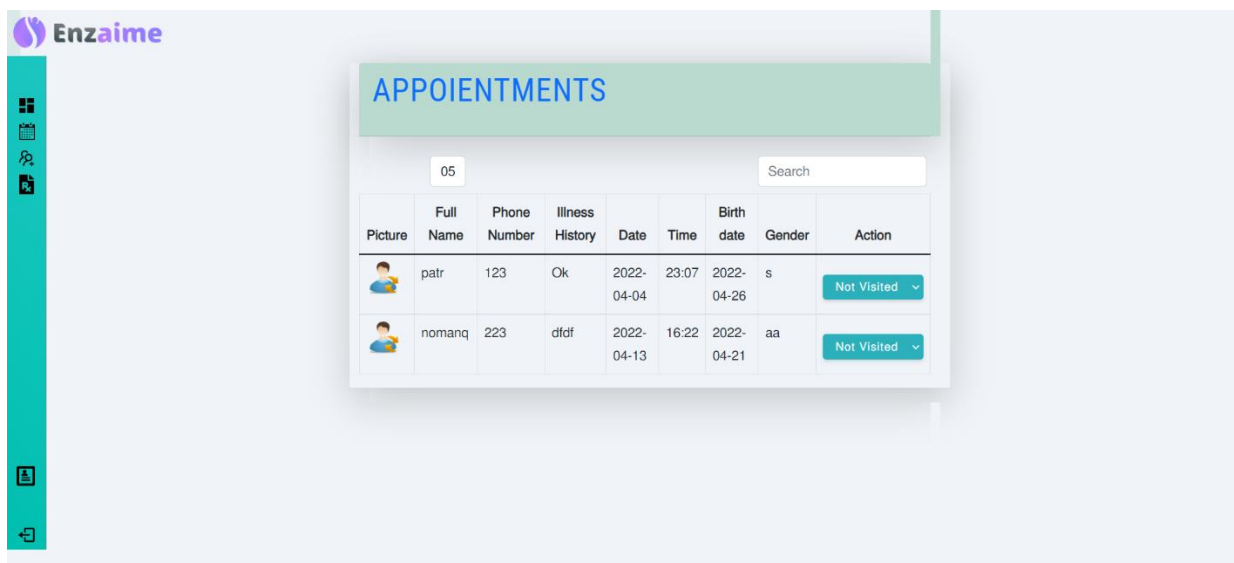 Enzaime
APPOIENTMENTS
05 Search
Picture Full Name Phone Number Illness History Date Time Birth date Gender Action
patr 123 Ok 2022-04-04 23:07 2022-04-26 s Not Visited
nomanq 223 dfdf 2022-04-13 16:22 2022-04-21 aa Not Visited
Rx